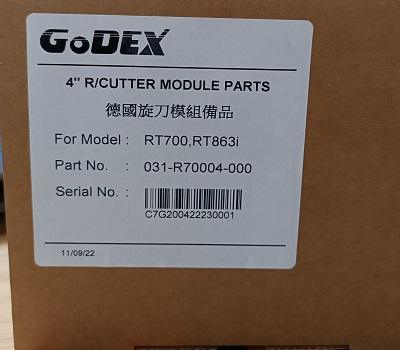 GoDEX
4" R/CUTTER MODULE PARTS
德國旋刀模組備品
For Model : RT700,RT863i
Part No. : 031-R70004-000
Serial No. :
C7G200422230001
11/09/22